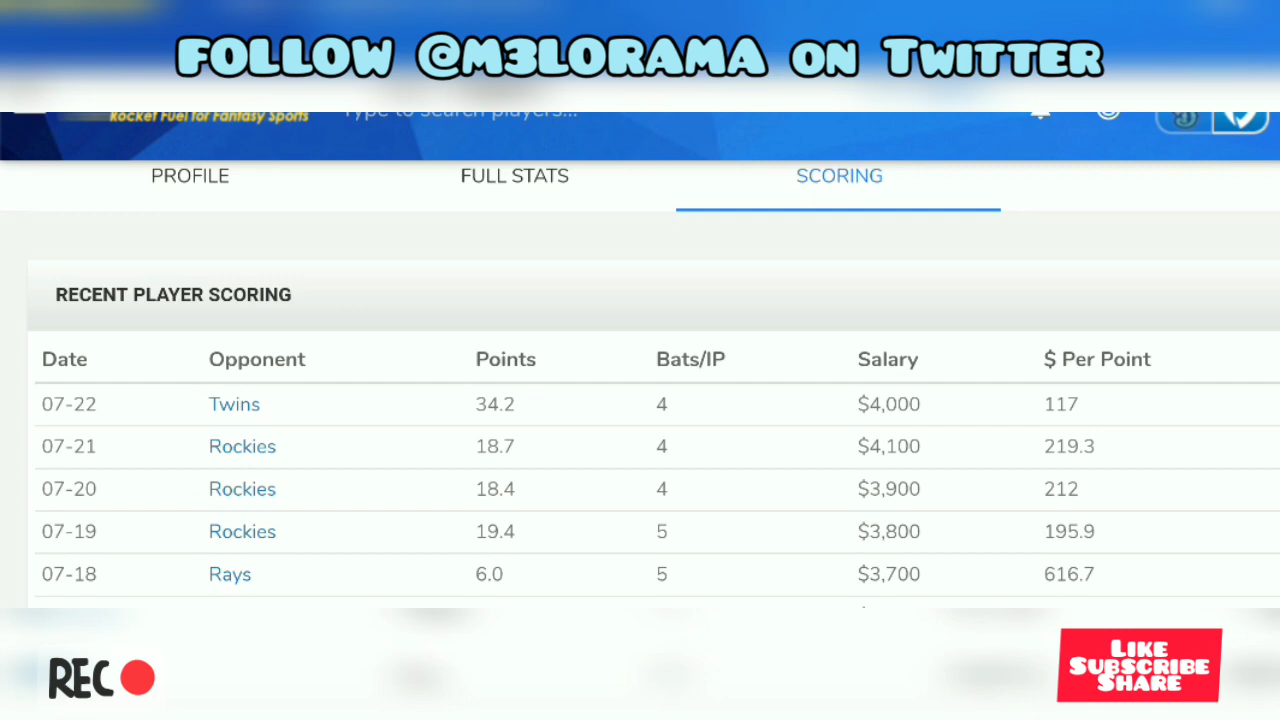 FOLLOW @M3LORAMA ON TWITTER
Rocket Fuel for Fantasy Sports Type to search players...
PROFILE FULL STATS SCORING
RECENT PLAYER SCORING
Date Opponent Points Bats/IP Salary $ Per Point
07-22 Twins 34.2 4 $4,000 117
07-21 Rockies 18.7 4 $4,100 219.3
07-20 Rockies 18.4 4 $3,900 212
07-19 Rockies 19.4 5 $3,800 195.9
07-18 Rays 6.0 5 $3,700 616.7
REC
LIKE
SUBSCRIBE
SHARE